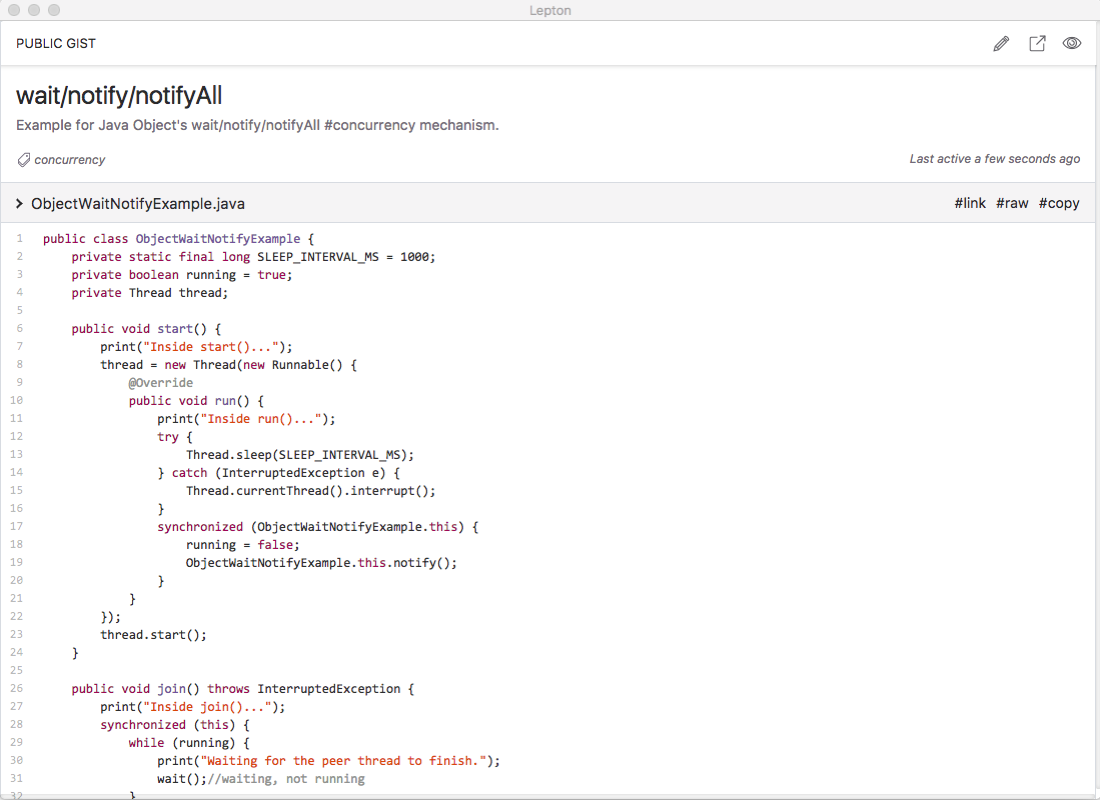 Lepton
PUBLIC GIST
wait/notify/notifyAll
Example for Java Object's wait/notify/notifyAll #concurrency mechanism.
concurrency
Last active a few seconds ago
ObjectWaitNotifyExample.java #link #raw #copy
1 public class ObjectWaitNotifyExample {
2     private static final long SLEEP_INTERVAL_MS = 1000;
3     private boolean running = true;
4     private Thread thread;
5
6     public void start() {
7         print("Inside start()...");
8         thread = new Thread(new Runnable() {
9             @Override
10             public void run() {
11                 print("Inside run()...");
12                 try {
13                     Thread.sleep(SLEEP_INTERVAL_MS);
14                 } catch (InterruptedException e) {
15                     Thread.currentThread().interrupt();
16                 }
17                 synchronized (ObjectWaitNotifyExample.this) {
18                     running = false;
19                     ObjectWaitNotifyExample.this.notify();
20                 }
21             }
22         });
23         thread.start();
24     }
25
26     public void join() throws InterruptedException {
27         print("Inside join()...");
28         synchronized (this) {
29             while (running) {
30                 print("Waiting for the peer thread to finish.");
31                 wait();//waiting, not running
32             }